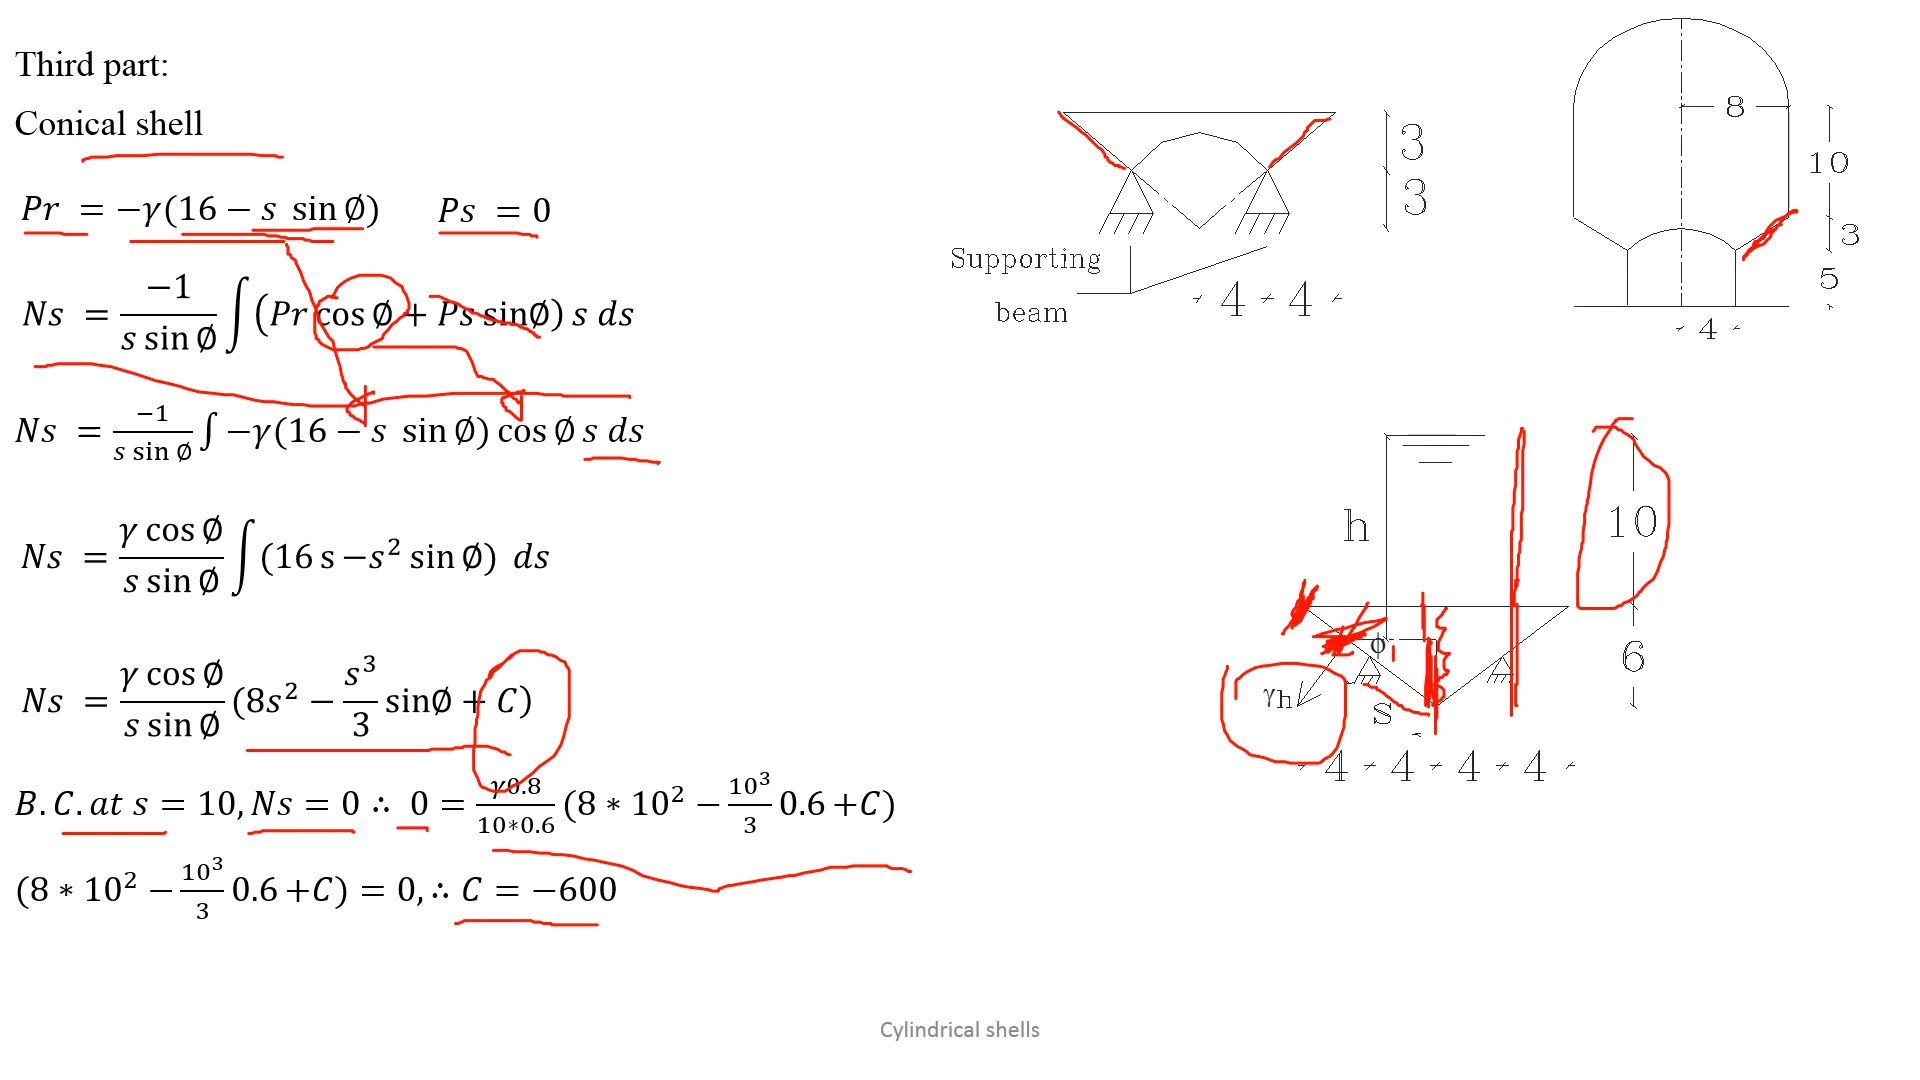 Third part:
Conical shell
Pr = −γ(16 − s sin ∅) Ps = 0
Ns = −1/(s sin ∅) ∫(Pr cos ∅ + Ps sin∅) s ds
Ns = −1/(s sin ∅) ∫ −γ(16 − s sin ∅) cos ∅ s ds
Ns = (γ cos ∅)/(s sin ∅) ∫(16 s − s² sin ∅) ds
Ns = (γ cos ∅)/(s sin ∅) (8s² − s³/3 sin∅ + C)
B.C. at s = 10, Ns = 0 ∴ 0 = γ0.8/(10∗0.6) (8 ∗ 10² − 10³/3 0.6 + C)
(8 ∗ 10² − 10³/3 0.6 + C) = 0, ∴ C = −600
3
3
Supporting
beam
4 4
8
10
3
5
4
h
10
ϕ
6
γh
s
4 4 4 4
Cylindrical shells